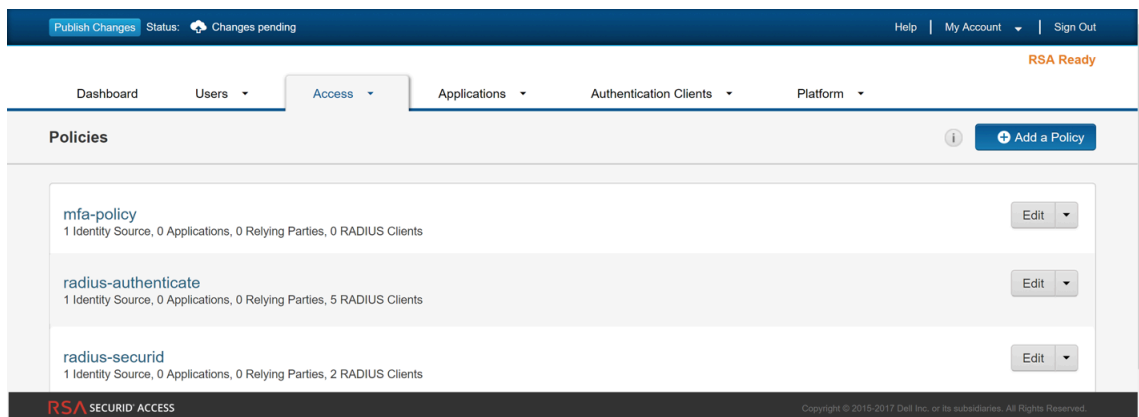 Publish Changes Status: Changes pending Help | My Account | Sign Out
RSA Ready
Dashboard Users Access Applications Authentication Clients Platform
Policies i Add a Policy
mfa-policy
1 Identity Source, 0 Applications, 0 Relying Parties, 0 RADIUS Clients
Edit
radius-authenticate
1 Identity Source, 0 Applications, 0 Relying Parties, 5 RADIUS Clients
Edit
radius-securid
1 Identity Source, 0 Applications, 0 Relying Parties, 2 RADIUS Clients
Edit
RSA SECURID' ACCESS Copyright © 2015-2017 Dell Inc. or its subsidiaries. All Rights Reserved.